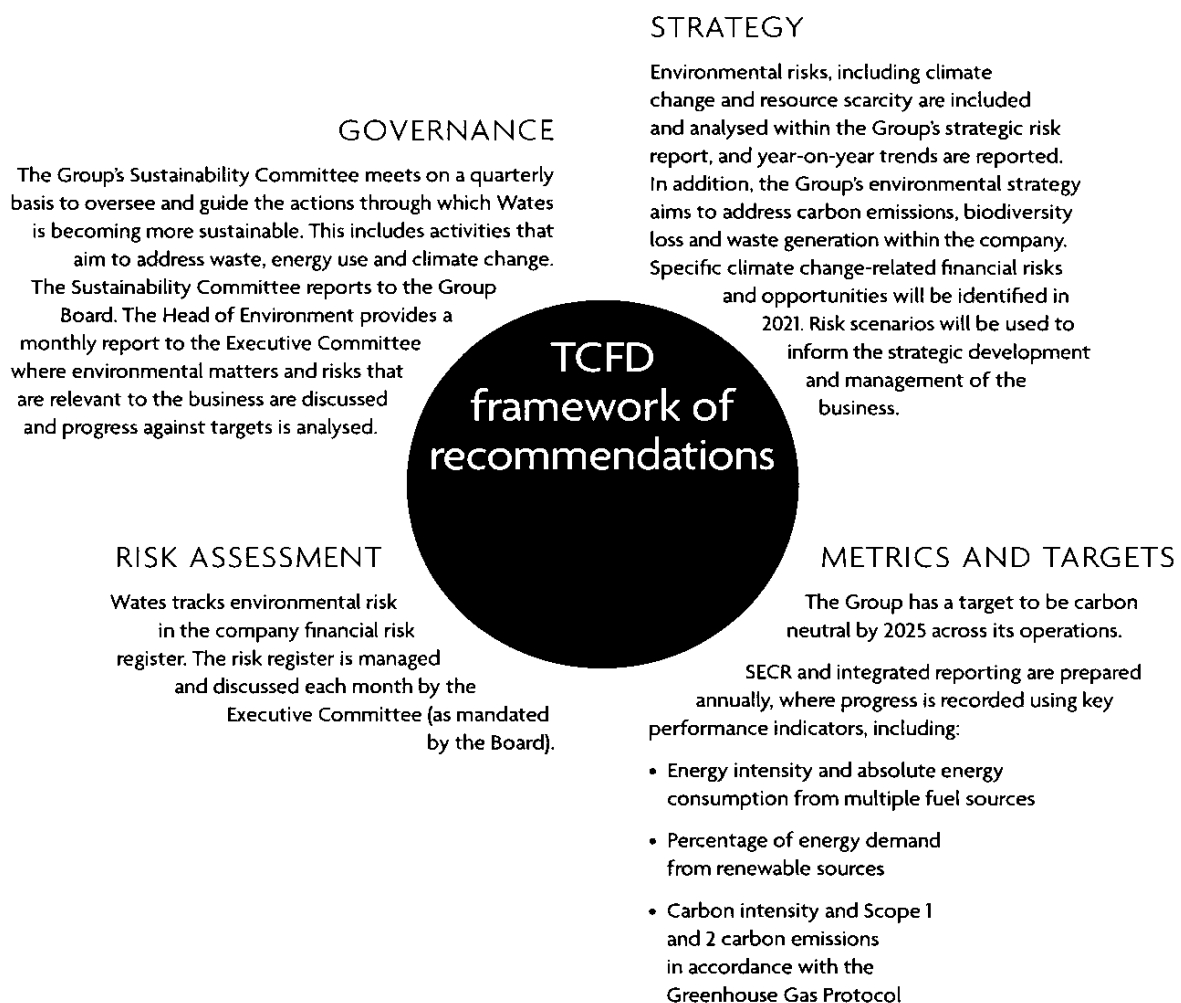 GOVERNANCE
The Group's Sustainability Committee meets on a quarterly
basis to oversee and guide the actions through which Wates
is becoming more sustainable. This includes activities that
aim to address waste, energy use and climate change.
The Sustainability Committee reports to the Group
Board. The Head of Environment provides a
monthly report to the Executive Committee
where environmental matters and risks that
are relevant to the business are discussed
and progress against targets is analysed.
STRATEGY
Environmental risks, including climate
change and resource scarcity are included
and analysed within the Group's strategic risk
report, and year-on-year trends are reported.
In addition, the Group's environmental strategy
aims to address carbon emissions, biodiversity
loss and waste generation within the company.
Specific climate change-related financial risks
and opportunities will be identified in
2021. Risk scenarios will be used to
inform the strategic development
and management of the
business.
TCFD
framework of
recommendations
RISK ASSESSMENT
Wates tracks environmental risk
in the company financial risk
register. The risk register is managed
and discussed each month by the
Executive Committee (as mandated
by the Board).
METRICS AND TARGETS
The Group has a target to be carbon
neutral by 2025 across its operations.
SECR and integrated reporting are prepared
annually, where progress is recorded using key
performance indicators, including:
• Energy intensity and absolute energy
consumption from multiple fuel sources
• Percentage of energy demand
from renewable sources
• Carbon intensity and Scope 1
and 2 carbon emissions
in accordance with the
Greenhouse Gas Protocol